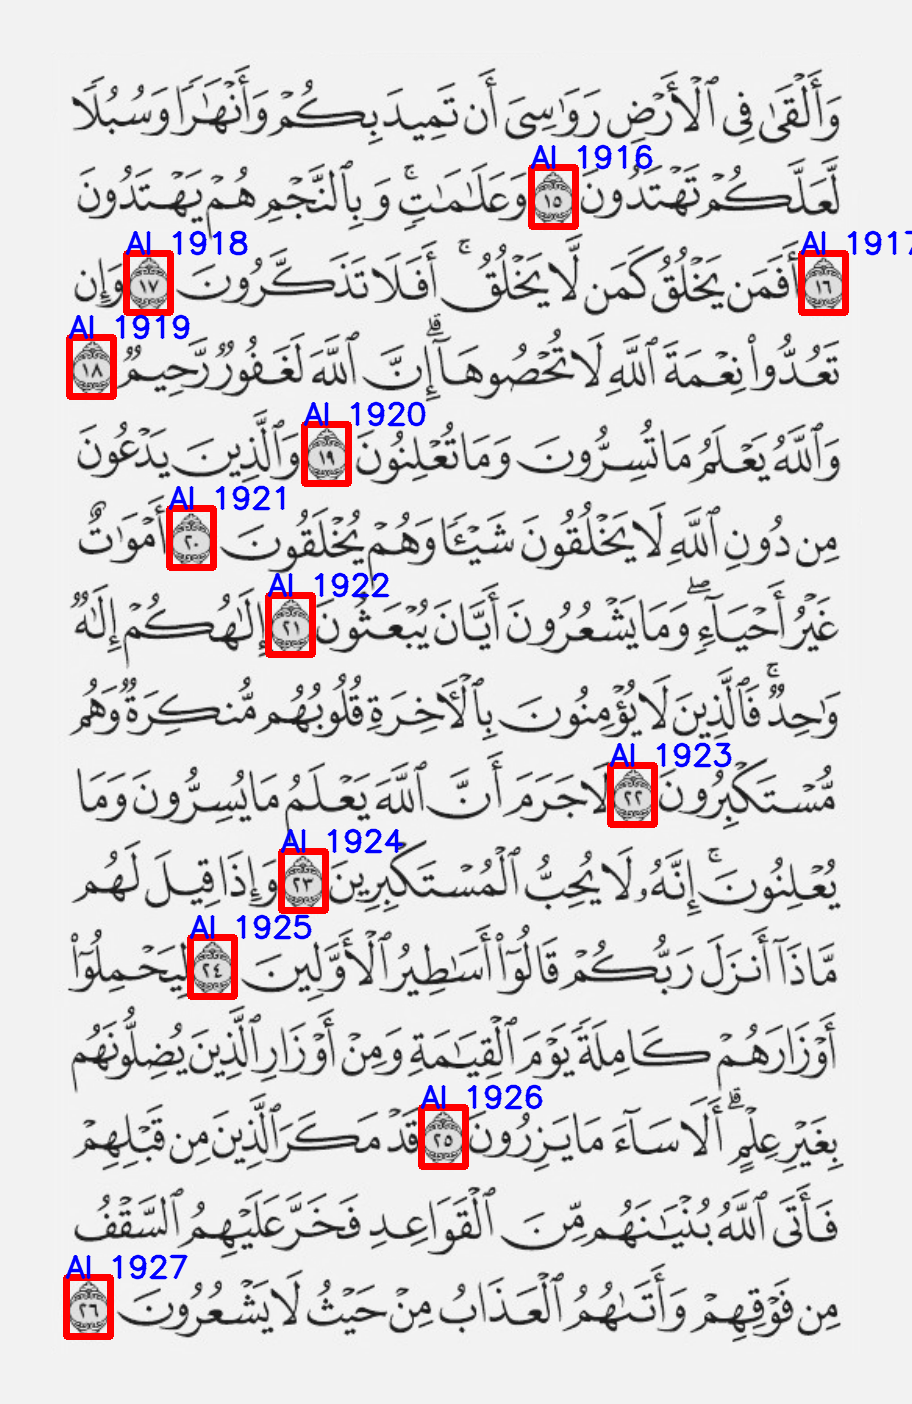 وَأَلْقَىٰ فِى ٱلْأَرْضِ رَوَٰسِىَ أَن تَمِيدَ بِكُمْ وَأَنْهَٰرًا وَسُبُلًا
AI 1916
لَّعَلَّكُمْ تَهْتَدُونَ ١٥ وَعَلَٰمَٰتٍۚ وَبِٱلنَّجْمِ هُمْ يَهْتَدُونَ
AI 1917
AI 1918
١٦ أَفَمَن يَخْلُقُ كَمَن لَّا يَخْلُقُۚ أَفَلَا تَذَكَّرُونَ ١٧ وَإِن
AI 1919
تَعُدُّوا۟ نِعْمَةَ ٱللَّهِ لَا تُحْصُوهَآۗ إِنَّ ٱللَّهَ لَغَفُورٌ رَّحِيمٌ ١٨
AI 1920
وَٱللَّهُ يَعْلَمُ مَا تُسِرُّونَ وَمَا تُعْلِنُونَ ١٩ وَٱلَّذِينَ يَدْعُونَ
AI 1921
مِن دُونِ ٱللَّهِ لَا يَخْلُقُونَ شَيْـًٔا وَهُمْ يُخْلَقُونَ ٢٠ أَمْوَٰتٌ
AI 1922
غَيْرُ أَحْيَآءٍۖ وَمَا يَشْعُرُونَ أَيَّانَ يُبْعَثُونَ ٢١ إِلَٰهُكُمْ إِلَٰهٌ
وَٰحِدٌۚ فَٱلَّذِينَ لَا يُؤْمِنُونَ بِٱلْـَٔاخِرَةِ قُلُوبُهُم مُّنكِرَةٌ وَهُم
AI 1923
مُّسْتَكْبِرُونَ ٢٢ لَا جَرَمَ أَنَّ ٱللَّهَ يَعْلَمُ مَا يُسِرُّونَ وَمَا
AI 1924
يُعْلِنُونَۚ إِنَّهُۥ لَا يُحِبُّ ٱلْمُسْتَكْبِرِينَ ٢٣ وَإِذَا قِيلَ لَهُم
AI 1925
مَّاذَآ أَنزَلَ رَبُّكُمْ قَالُوٓا۟ أَسَٰطِيرُ ٱلْأَوَّلِينَ ٢٤ لِيَحْمِلُوٓا۟
أَوْزَارَهُمْ كَامِلَةً يَوْمَ ٱلْقِيَٰمَةِ وَمِنْ أَوْزَارِ ٱلَّذِينَ يُضِلُّونَهُم
AI 1926
بِغَيْرِ عِلْمٍۗ أَلَا سَآءَ مَا يَزِرُونَ ٢٥ قَدْ مَكَرَ ٱلَّذِينَ مِن قَبْلِهِمْ
فَأَتَى ٱللَّهُ بُنْيَٰنَهُم مِّنَ ٱلْقَوَاعِدِ فَخَرَّ عَلَيْهِمُ ٱلسَّقْفُ
AI 1927
مِن فَوْقِهِمْ وَأَتَىٰهُمُ ٱلْعَذَابُ مِنْ حَيْثُ لَا يَشْعُرُونَ ٢٦